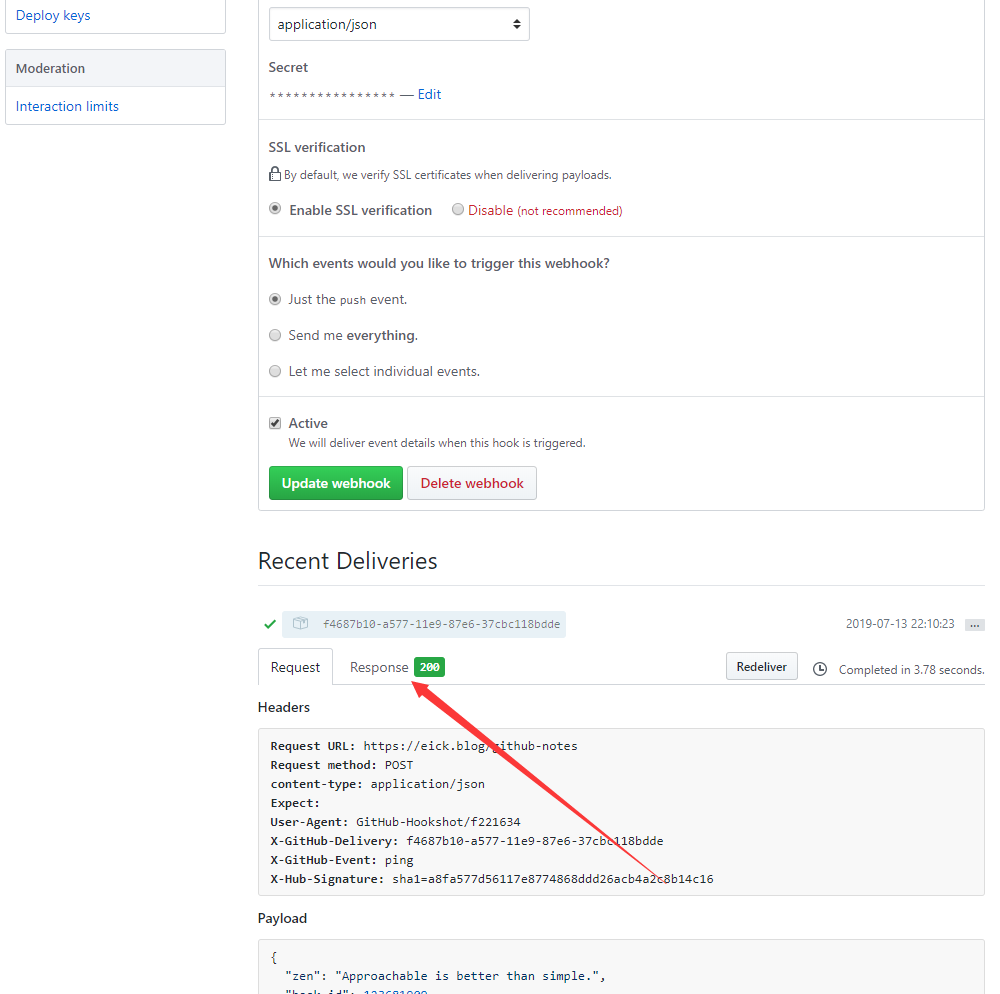 Deploy keys
Moderation
Interaction limits
application/json
Secret
**************** — Edit
SSL verification
By default, we verify SSL certificates when delivering payloads.
Enable SSL verification Disable (not recommended)
Which events would you like to trigger this webhook?
Just the push event.
Send me everything.
Let me select individual events.
Active
We will deliver event details when this hook is triggered.
Update webhook Delete webhook
Recent Deliveries
f4687b10-a577-11e9-87e6-37cbc118bdde 2019-07-13 22:10:23 ...
Request Response 200 Redeliver Completed in 3.78 seconds.
Headers
Request URL: https://eick.blog/github-notes
Request method: POST
content-type: application/json
Expect:
User-Agent: GitHub-Hookshot/f221634
X-GitHub-Delivery: f4687b10-a577-11e9-87e6-37cbc118bdde
X-GitHub-Event: ping
X-Hub-Signature: sha1=a8fa577d56117e8774868ddd26acb4a2c8b14c16
Payload
{
"zen": "Approachable is better than simple.",